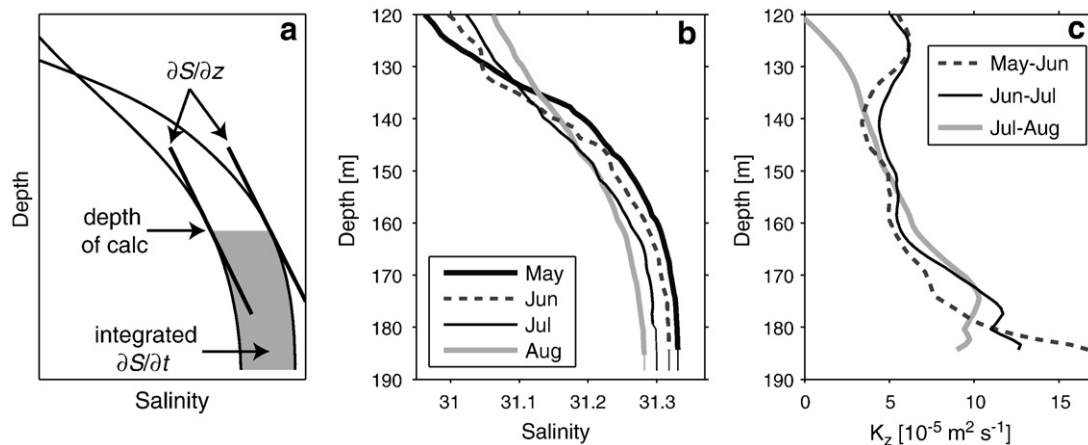 a
∂S/∂z
depth
of calc
integrated
∂S/∂t
Depth
Salinity
b
120
130
140
150
160
170
180
190
Depth [m]
May
Jun
Jul
Aug
31
31.1
31.2
31.3
Salinity
c
120
130
140
150
160
170
180
190
Depth [m]
May-Jun
Jun-Jul
Jul-Aug
0
5
10
15
K_z [10⁻⁵ m² s⁻¹]